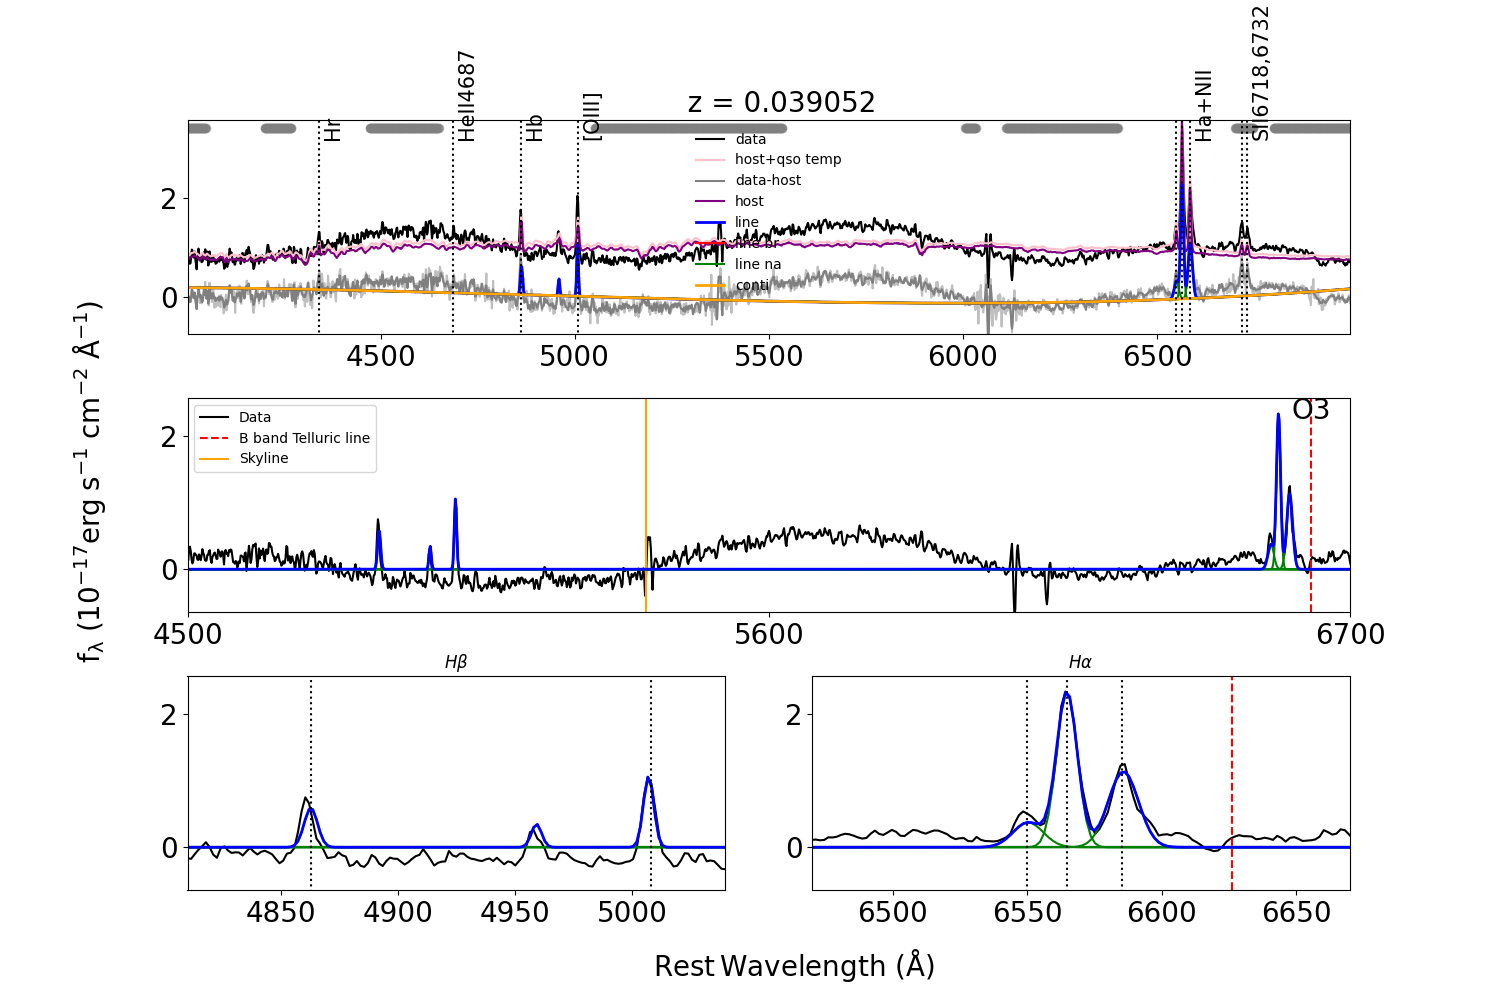 z = 0.039052
Hr
HeII4687
Hb
[OIII]
Ha+NII
SII6718,6732
data
host+qso temp
data-host
host
line
line br
line na
conti
2
0
4500
5000
5500
6000
6500
Data
B band Telluric line
Skyline
O3
2
0
4500
5600
6700
fλ (10−17erg s−1 cm−2 Å−1)
Hβ
2
0
4850
4900
4950
5000
Hα
2
0
6500
6550
6600
6650
Rest Wavelength (Å)